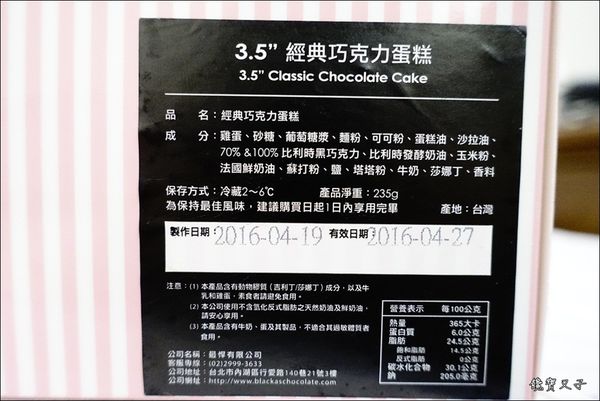 3.5” 經典巧克力蛋糕
3.5” Classic Chocolate Cake
品　名：經典巧克力蛋糕
成　分：雞蛋、砂糖、葡萄糖漿、麵粉、可可粉、蛋糕油、沙拉油、
70% &100% 比利時黑巧克力、比利時發酵奶油、玉米粉、
法國鮮奶油、蘇打粉、鹽、塔塔粉、牛奶、莎娜丁、香料
保存方式：冷藏2～6℃　產品淨重：235g
為保持最佳風味，建議購買日起1日內享用完畢　產地：台灣
製作日期：2016-04-19 有效日期：2016-04-27
注意：(1) 本產品含有動物膠質（吉利丁/莎娜丁）成分，以及牛
乳和雞蛋，素食者請避免食用。
(2) 本公司使用不含氫化反式脂肪之天然奶油及鮮奶油，
請安心享用。
(3) 本產品含有牛奶、蛋及其製品，不適合其過敏體質者
食用。
公司名稱：最悍有限公司
客服專線：(02)2999-3633
公司地址：台北市內湖區行愛路140巷21號3樓
公司網址：http://www.blackaschocolate.com
營養表示　每100公克
熱量　365大卡
蛋白質　6.0公克
脂肪　24.5公克
飽和脂肪　14.5公克
反式脂肪　0公克
碳水化合物　30.1公克
鈉　205.0毫克